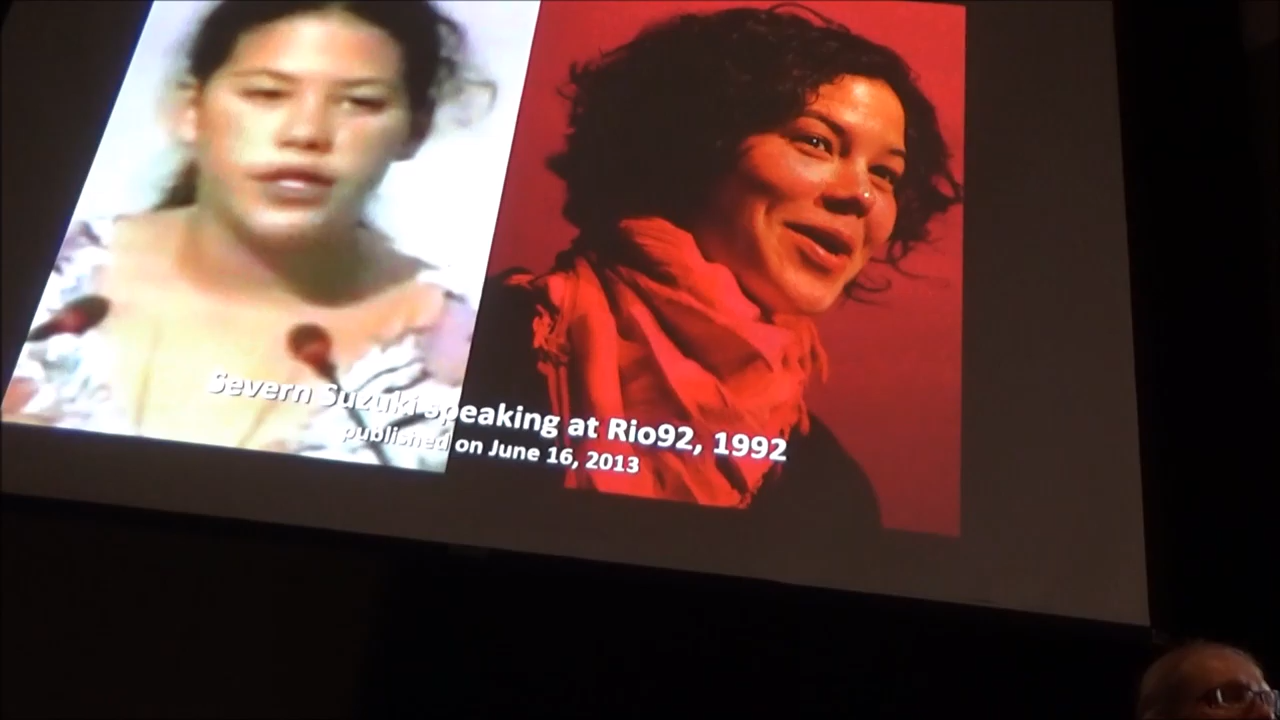 Severn Suzuki speaking at Rio92, 1992
published on June 16, 2013